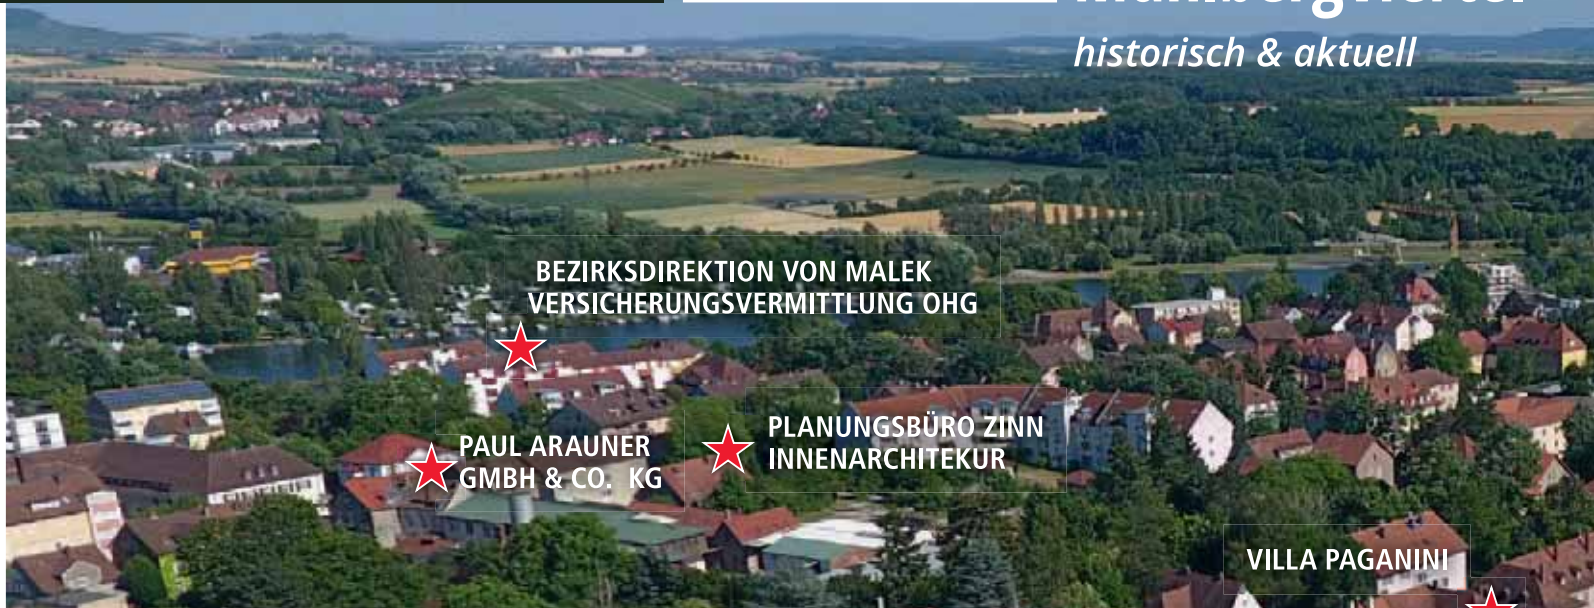 historisch & aktuell
BEZIRKSDIREKTION VON MALEK
VERSICHERUNGSVERMITTLUNG OHG
PAUL ARAUNER
GMBH & CO. KG
PLANUNGSBÜRO ZINN
INNENARCHITEKUR
VILLA PAGANINI